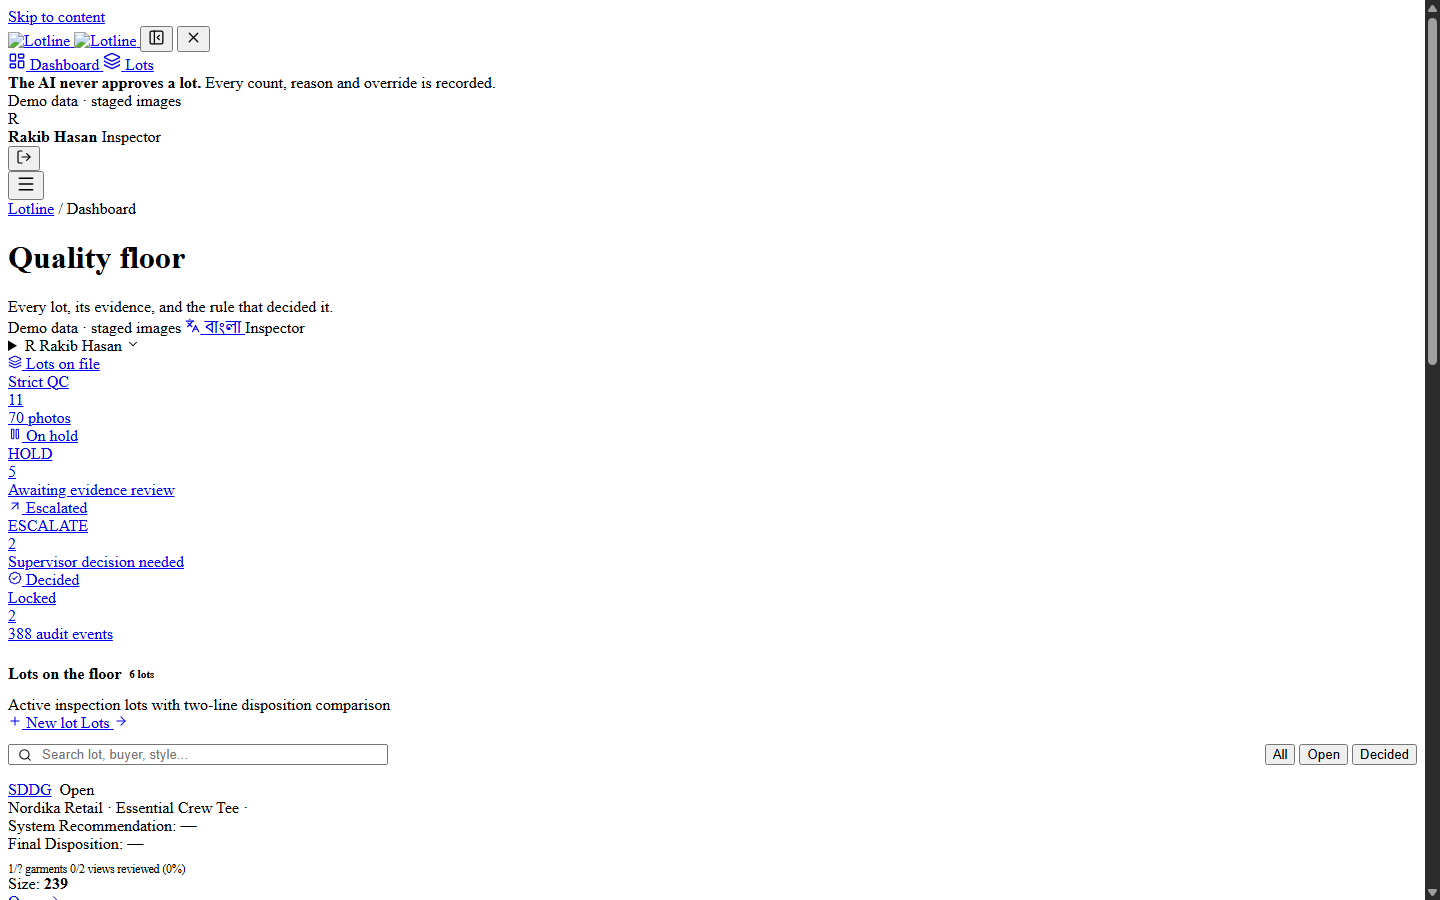 Skip to content
Lotline Lotline
Dashboard Lots
The AI never approves a lot. Every count, reason and override is recorded.
Demo data · staged images
R
Rakib Hasan Inspector
Lotline / Dashboard
Quality floor
Every lot, its evidence, and the rule that decided it.
Demo data · staged images বাংলা Inspector
R Rakib Hasan
Lots on file
Strict QC
11
70 photos
On hold
HOLD
5
Awaiting evidence review
Escalated
ESCALATE
2
Supervisor decision needed
Decided
Locked
2
388 audit events
Lots on the floor 6 lots
Active inspection lots with two-line disposition comparison
New lot Lots
Search lot, buyer, style...
All Open Decided
SDDG Open
Nordika Retail · Essential Crew Tee ·
System Recommendation: —
Final Disposition: —
1/? garments 0/2 views reviewed (0%)
Size: 239